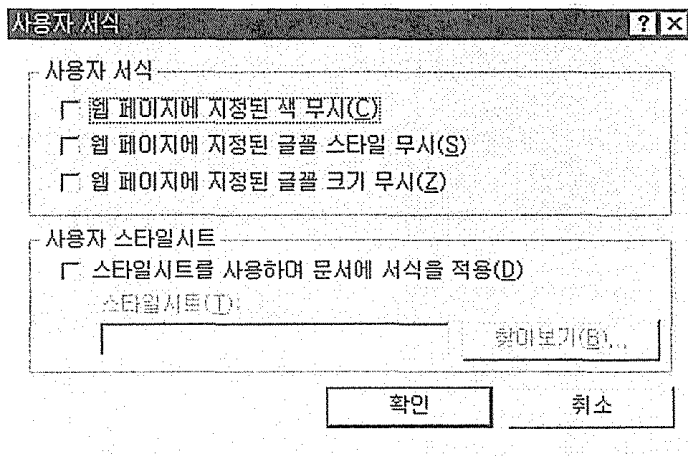 사용자 서식
사용자 서식
웹 페이지에 지정된 색 무시(C)
웹 페이지에 지정된 글꼴 스타일 무시(S)
웹 페이지에 지정된 글꼴 크기 무시(Z)
사용자 스타일시트
스타일시트를 사용하여 문서에 서식을 적용(D)
스타일시트(T):
찾아보기(B)...
확인 취소